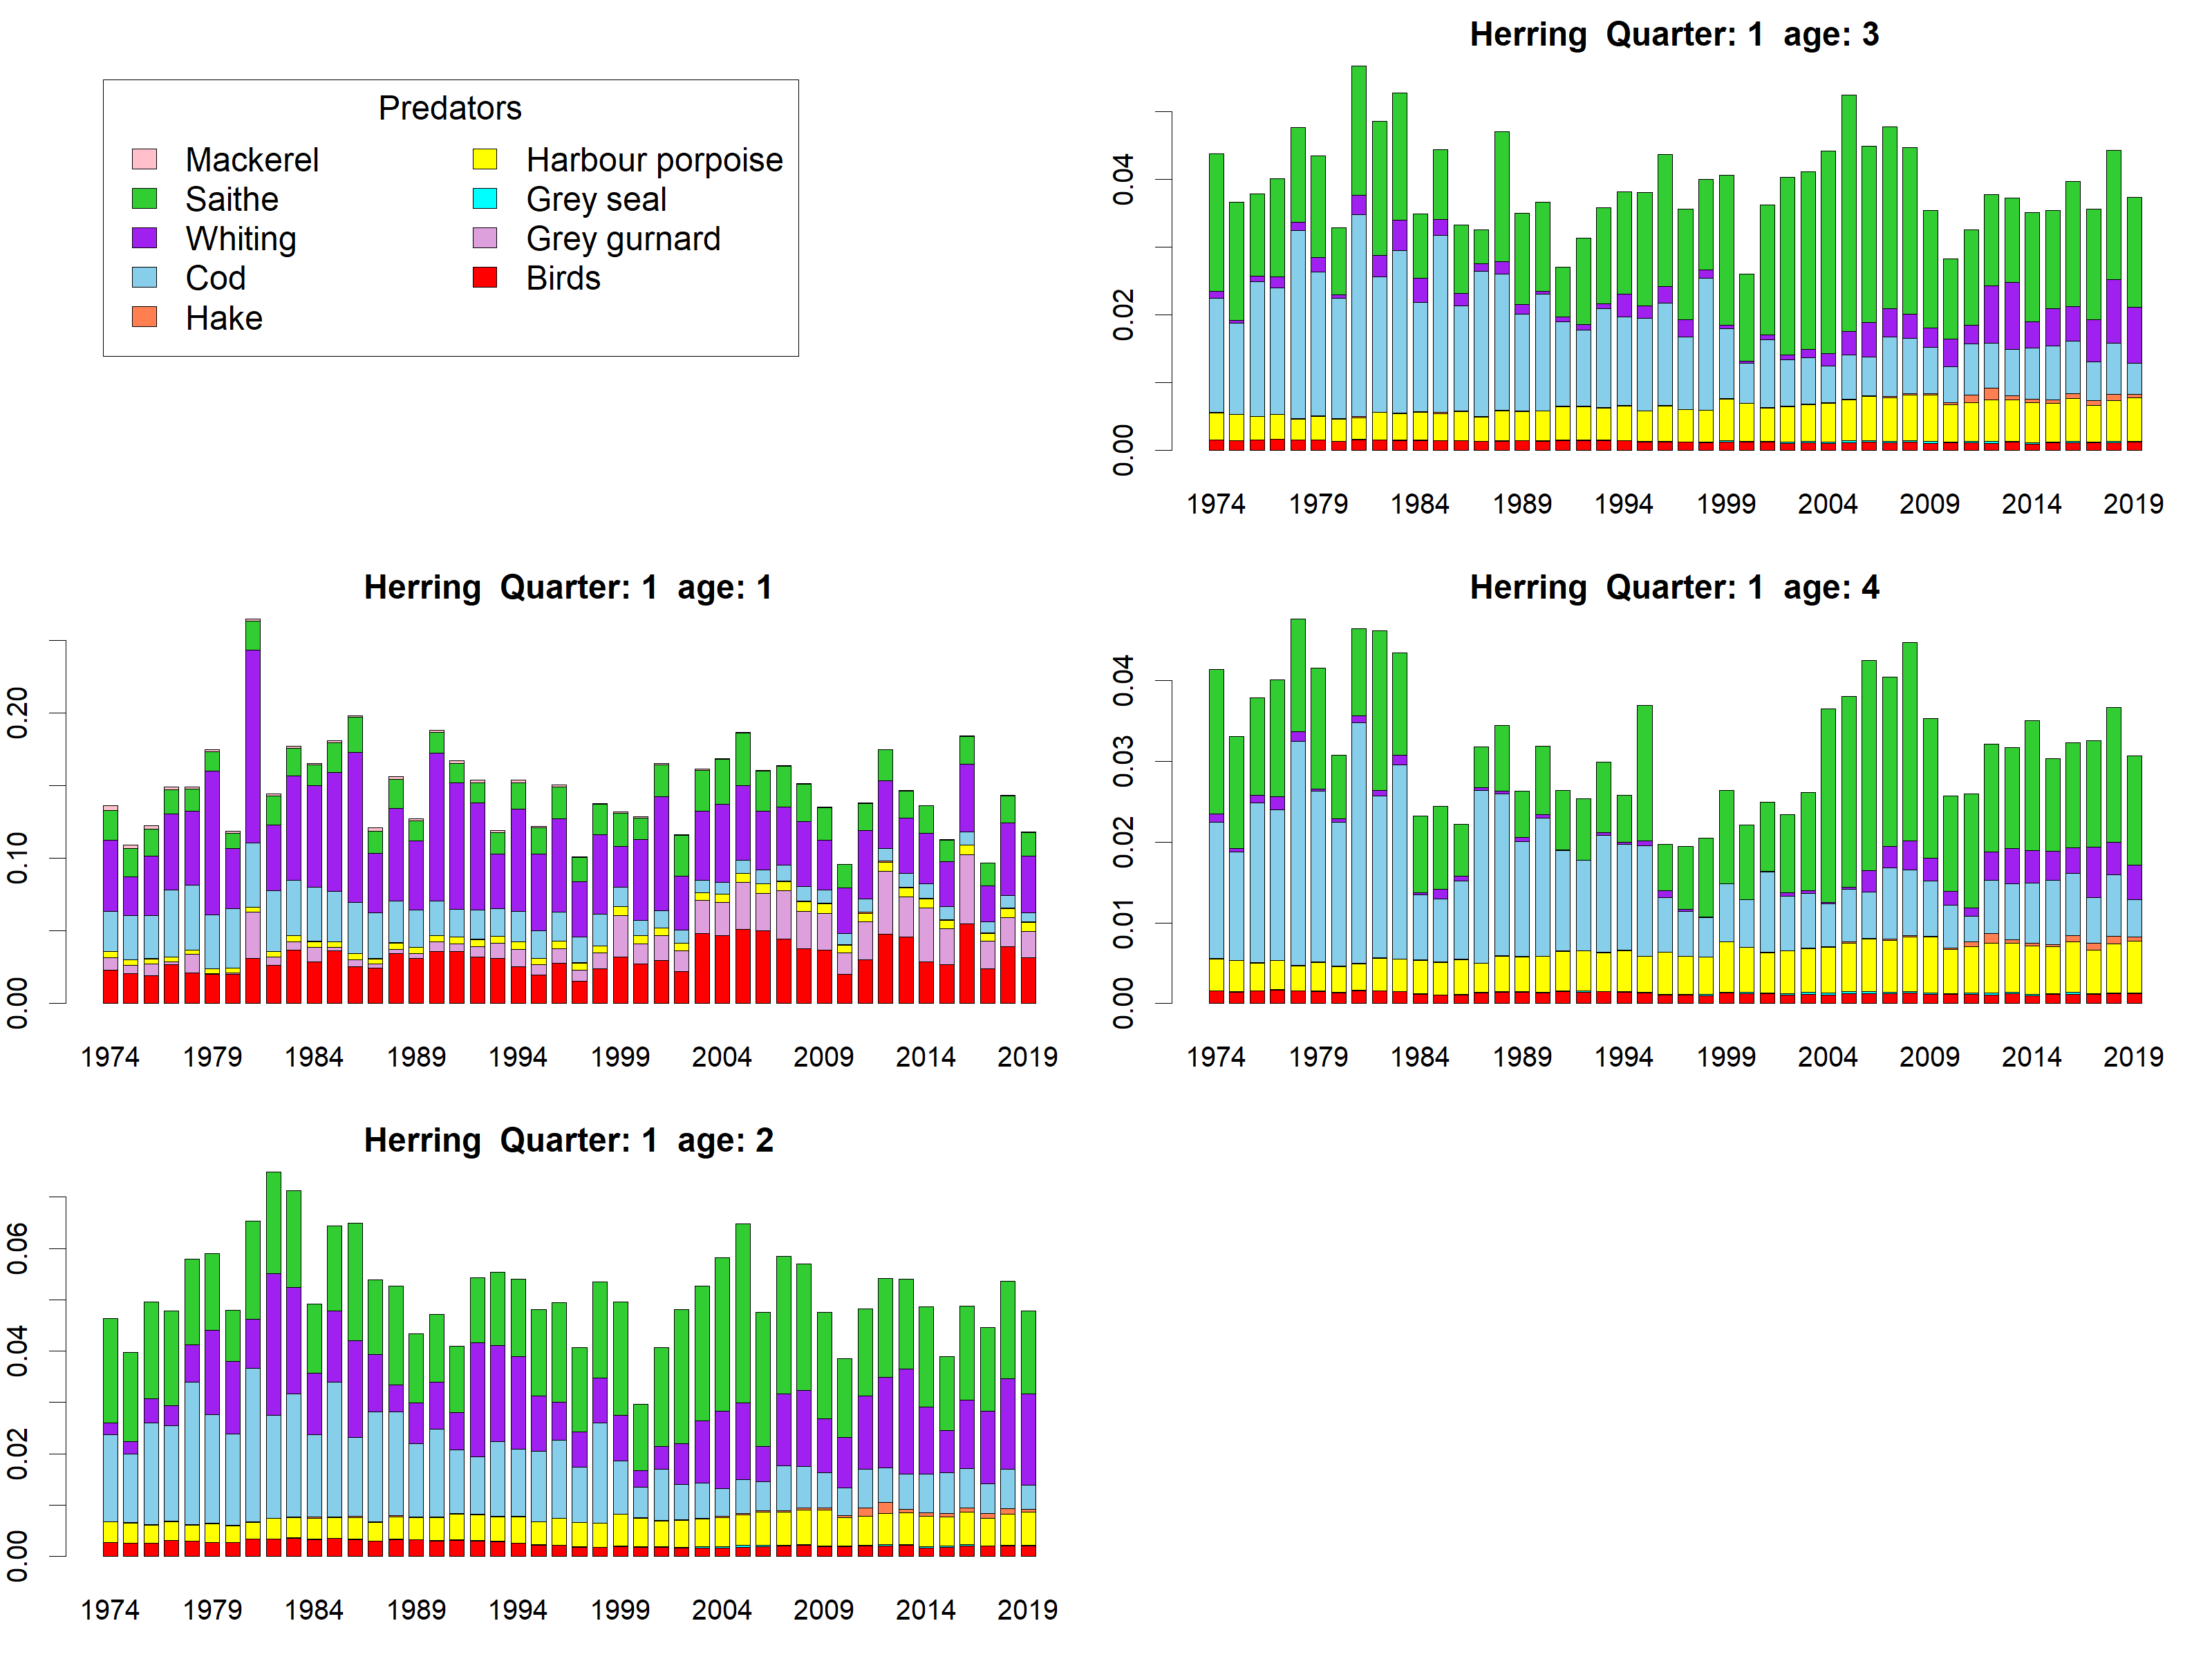 Predators
Mackerel
Saithe
Whiting
Cod
Hake
Harbour porpoise
Grey seal
Grey gurnard
Birds
Herring Quarter: 1 age: 3
0.00 0.02 0.04
1974 1979 1984 1989 1994 1999 2004 2009 2014 2019
Herring Quarter: 1 age: 1
0.00 0.10 0.20
1974 1979 1984 1989 1994 1999 2004 2009 2014 2019
Herring Quarter: 1 age: 4
0.00 0.01 0.02 0.03 0.04
1974 1979 1984 1989 1994 1999 2004 2009 2014 2019
Herring Quarter: 1 age: 2
0.00 0.02 0.04 0.06
1974 1979 1984 1989 1994 1999 2004 2009 2014 2019